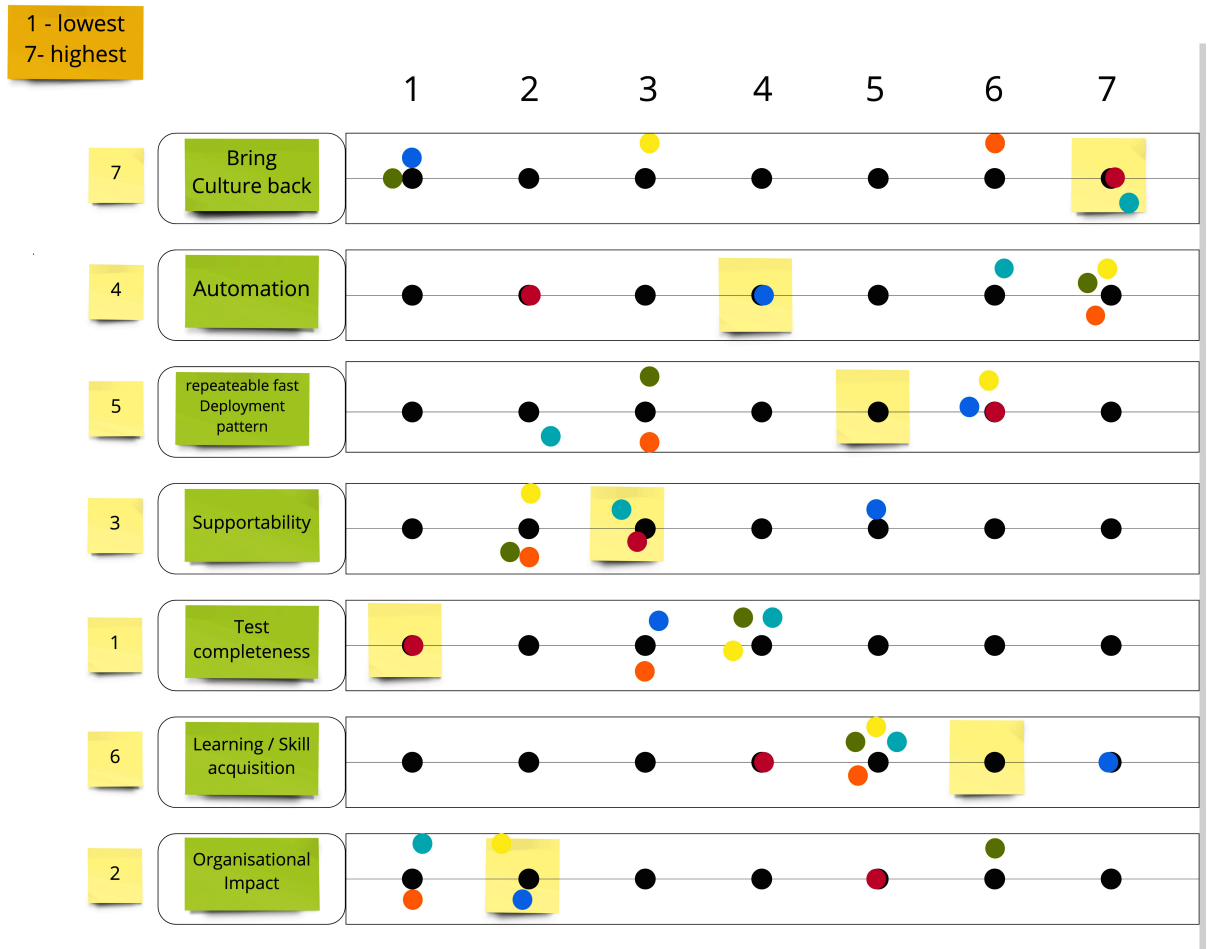 1 - lowest
7- highest
1 2 3 4 5 6 7
7
Bring
Culture back
4
Automation
5
repeateable fast
Deployment
pattern
3
Supportability
1
Test
completeness
6
Learning / Skill
acquisition
2
Organisational
Impact